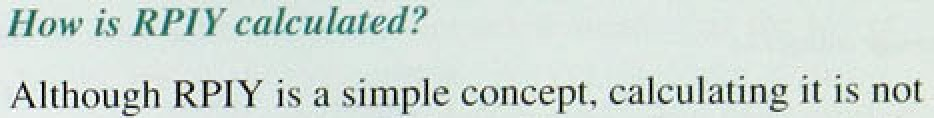 How is RPIY calculated?
Although RPIY is a simple concept, calculating it is not